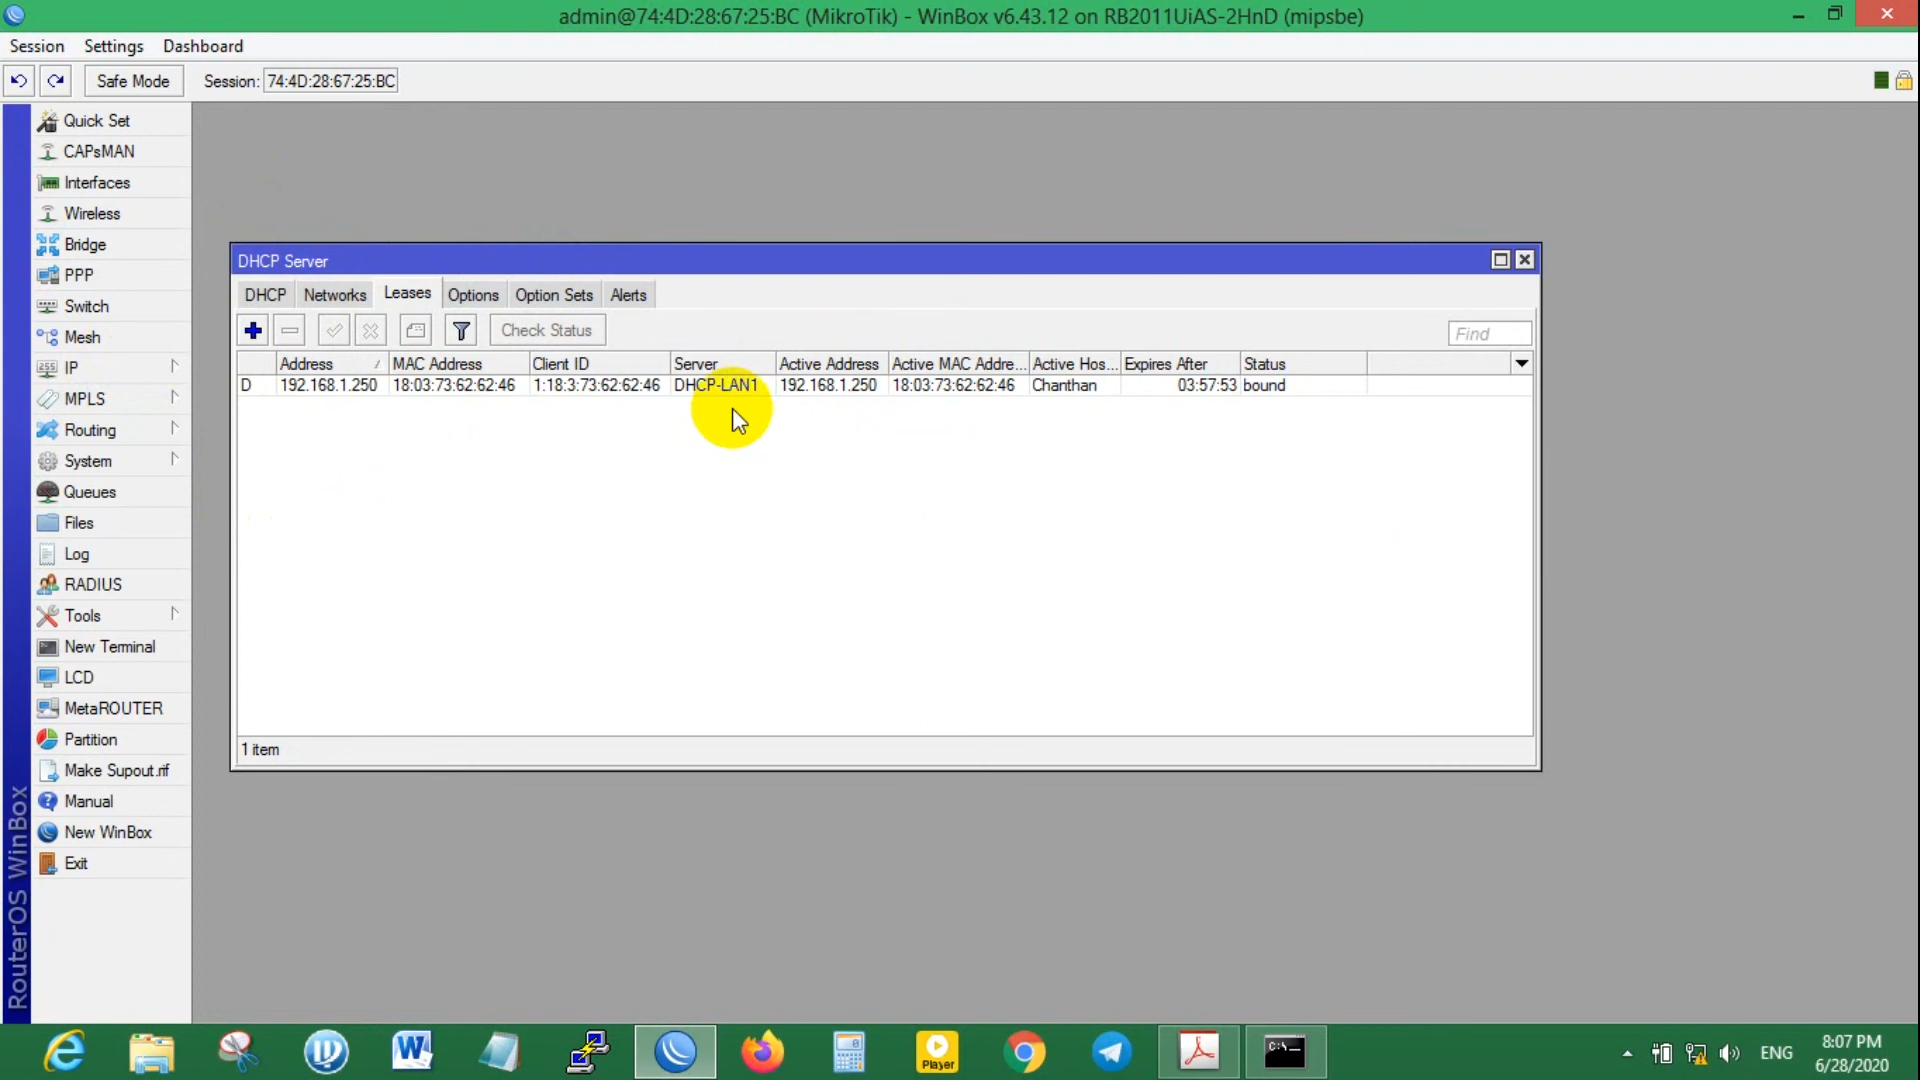 admin@74:4D:28:67:25:BC (MikroTik) - WinBox v6.43.12 on RB2011UiAS-2HnD (mipsbe)
Session Settings Dashboard
Safe Mode Session: 74:4D:28:67:25:BC
Quick Set
CAPsMAN
Interfaces
Wireless
Bridge
PPP
Switch
Mesh
IP
MPLS
Routing
System
Queues
Files
Log
RADIUS
Tools
New Terminal
LCD
MetaROUTER
Partition
Make Supout.rif
Manual
New WinBox
Exit
RouterOS WinBox
DHCP Server
DHCP Networks Leases Options Option Sets Alerts
Check Status Find
Address MAC Address Client ID Server Active Address Active MAC Addre... Active Hos... Expires After Status
D 192.168.1.250 18:03:73:62:62:46 1:18:3:73:62:62:46 DHCP-LAN1 192.168.1.250 18:03:73:62:62:46 Chanthan 03:57:53 bound
1 item
Player
C:\_
ENG
8:07 PM
6/28/2020